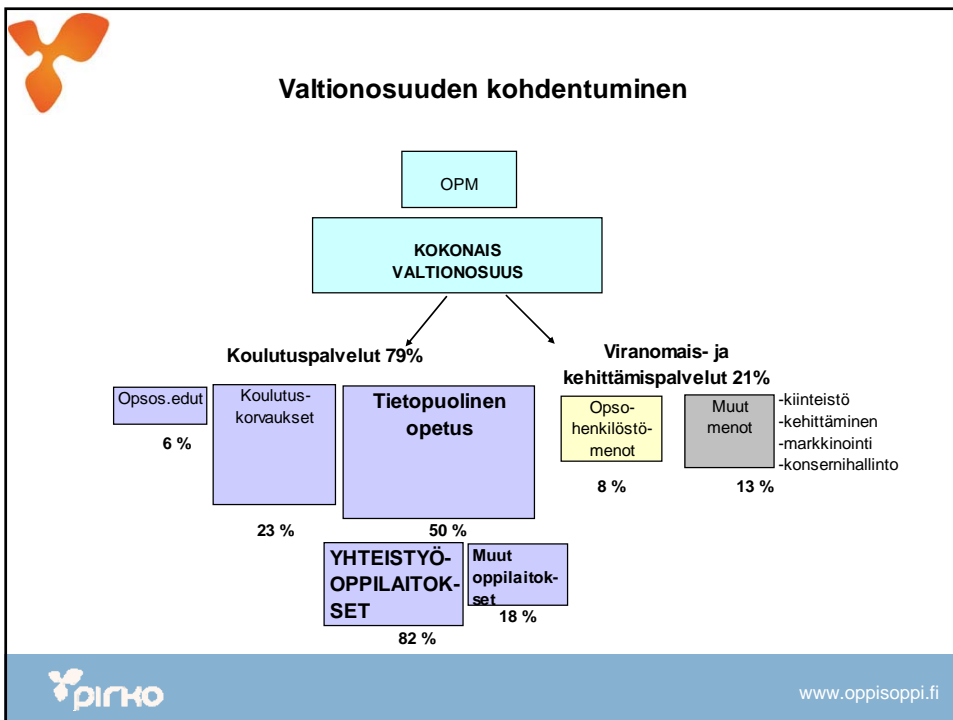 Valtionosuuden kohdentuminen
OPM
KOKONAIS
VALTIONOSUUS
Koulutuspalvelut 79%
Viranomais- ja
kehittämispalvelut 21%
Opsos.edut
6 %
Koulutus-
korvaukset
23 %
Tietopuolinen
opetus
50 %
Opso-
henkilöstö-
menot
8 %
Muut
menot
13 %
-kiinteistö
-kehittäminen
-markkinointi
-konsernihallinto
YHTEISTYÖ-
OPPILAITOK-
SET
82 %
Muut
oppilaitok-
set
18 %
pirko
www.oppisoppi.fi